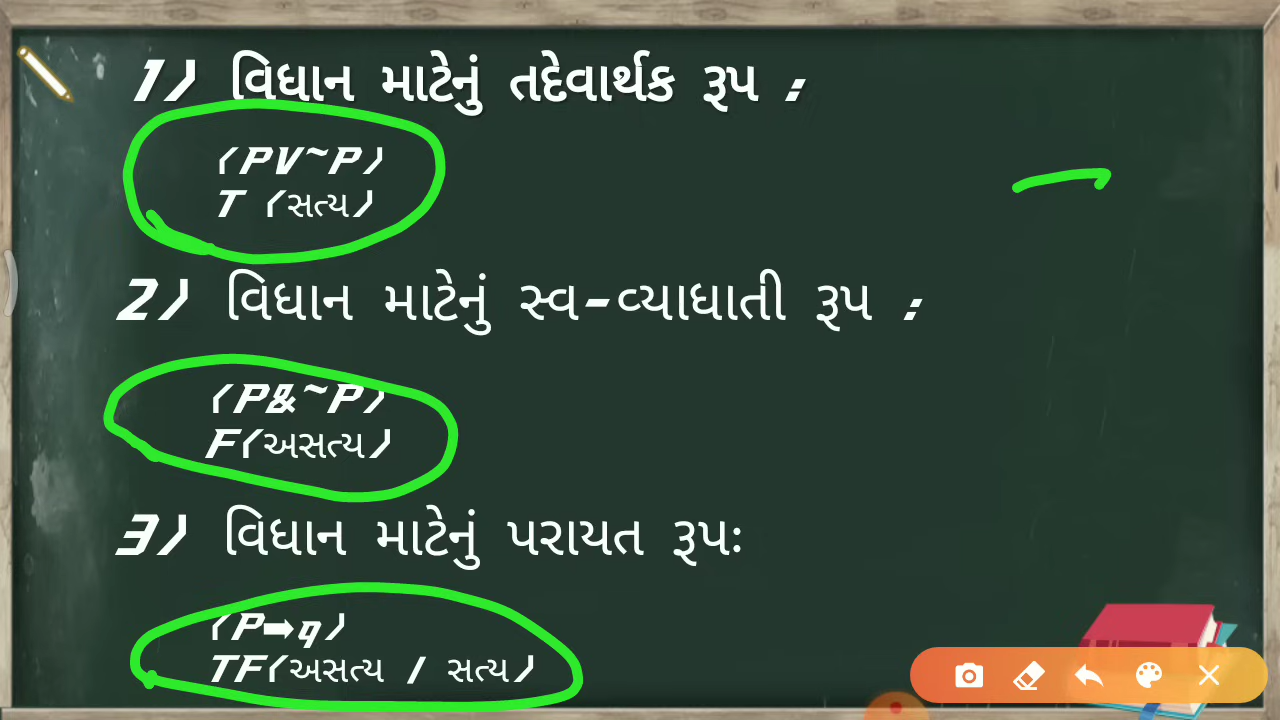 1) વિધાન માટેનું તદેવાર્થક રૂપ :
(PV~P)
T (સત્ય)
2) વિધાન માટેનું સ્વ-વ્યાઘાતી રૂપ :
(P&~P)
F(અસત્ય)
3) વિધાન માટેનું પરાયત રૂપઃ
(P➡q)
TF(અસત્ય / સત્ય)